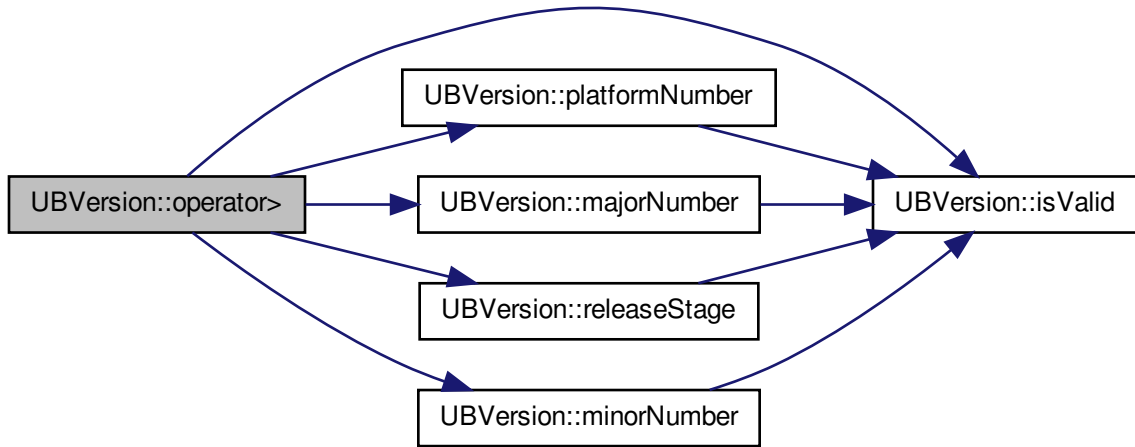 UBVersion::platformNumber
UBVersion::operator>
UBVersion::majorNumber
UBVersion::isValid
UBVersion::releaseStage
UBVersion::minorNumber